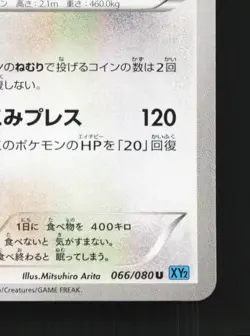 高さ：2.1m 重さ：460.0kg
のねむりで投げるコインの数は2回
復しない。
みプレス 120
のポケモンのHPを「20」回復
1日に 食べ物を 400キロ
食べないと 気がすまない。
食べ終わると 眠ってしまう。
Illus.Mitsuhiro Arita 066/080 U XY2
/Creatures/GAME FREAK.